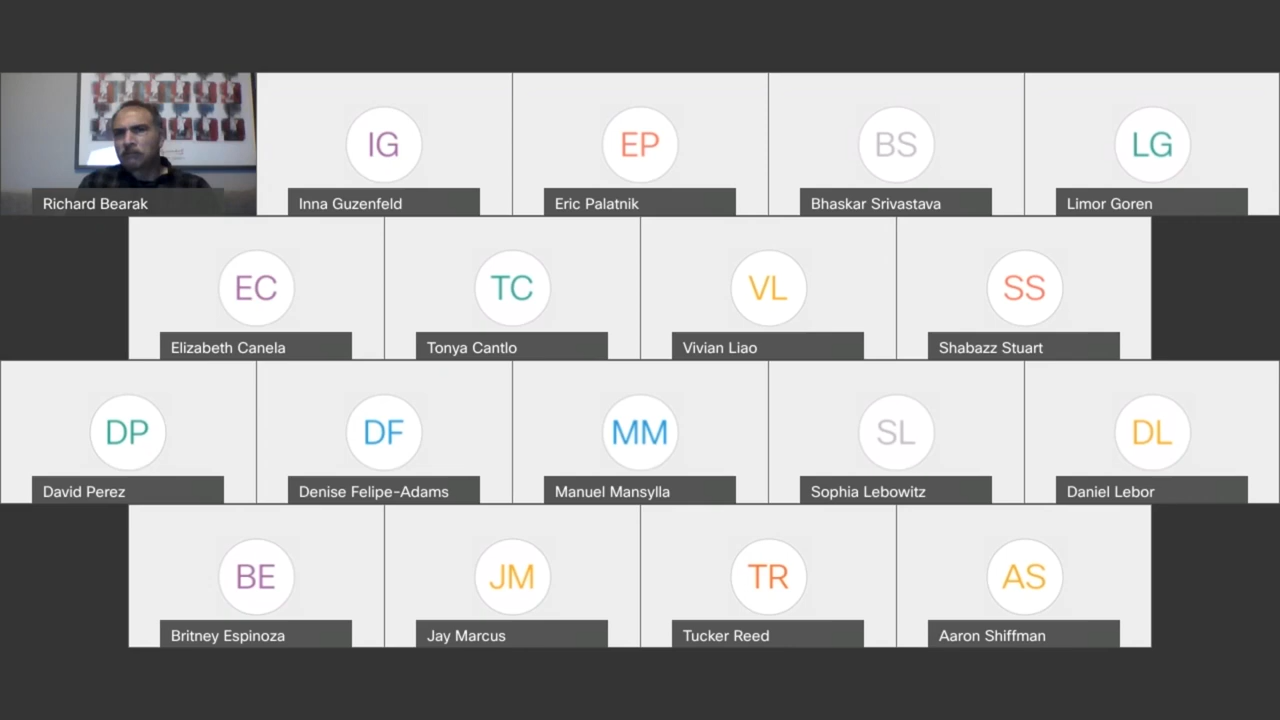 Richard Bearak
IG
Inna Guzenfeld
EP
Eric Palatnik
BS
Bhaskar Srivastava
LG
Limor Goren
EC
Elizabeth Canela
TC
Tonya Cantlo
VL
Vivian Liao
SS
Shabazz Stuart
DP
David Perez
DF
Denise Felipe-Adams
MM
Manuel Mansylla
SL
Sophia Lebowitz
DL
Daniel Lebor
BE
Britney Espinoza
JM
Jay Marcus
TR
Tucker Reed
AS
Aaron Shiffman